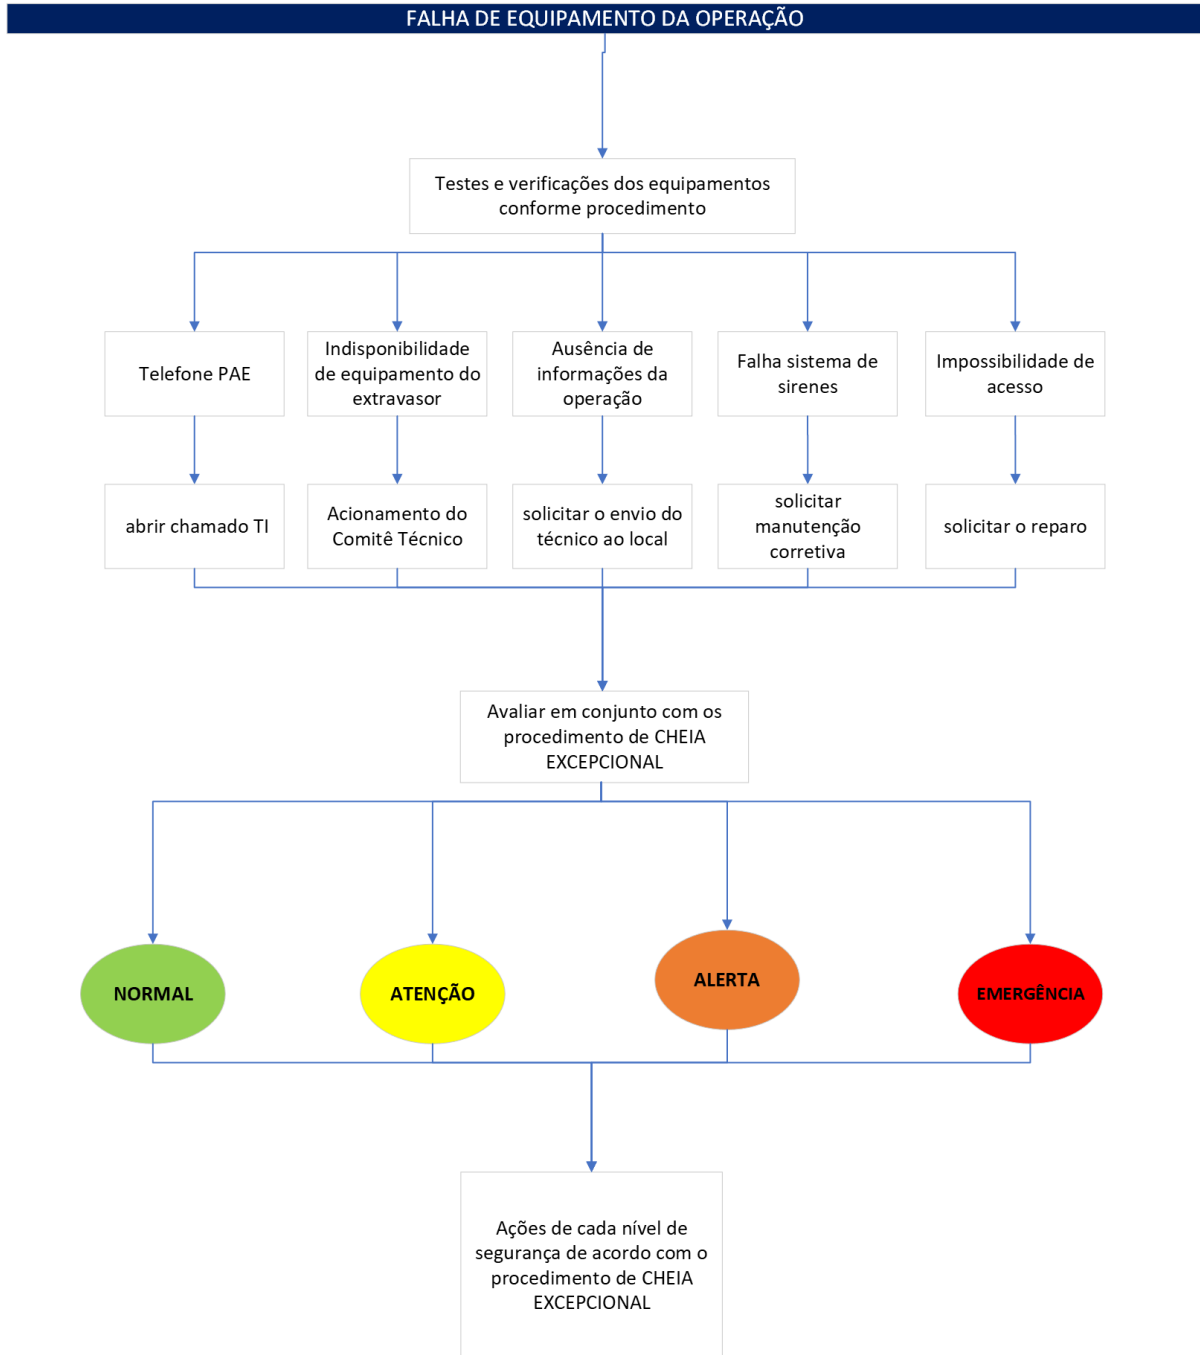 FALHA DE EQUIPAMENTO DA OPERAÇÃO
Testes e verificações dos equipamentos
conforme procedimento
Telefone PAE
Indisponibilidade
de equipamento do
extravasor
Ausência de
informações da
operação
Falha sistema de
sirenes
Impossibilidade de
acesso
abrir chamado TI
Acionamento do
Comitê Técnico
solicitar o envio do
técnico ao local
solicitar
manutenção
corretiva
solicitar o reparo
Avaliar em conjunto com os
procedimento de CHEIA
EXCEPCIONAL
NORMAL
ATENÇÃO
ALERTA
EMERGÊNCIA
Ações de cada nível de
segurança de acordo com o
procedimento de CHEIA
EXCEPCIONAL